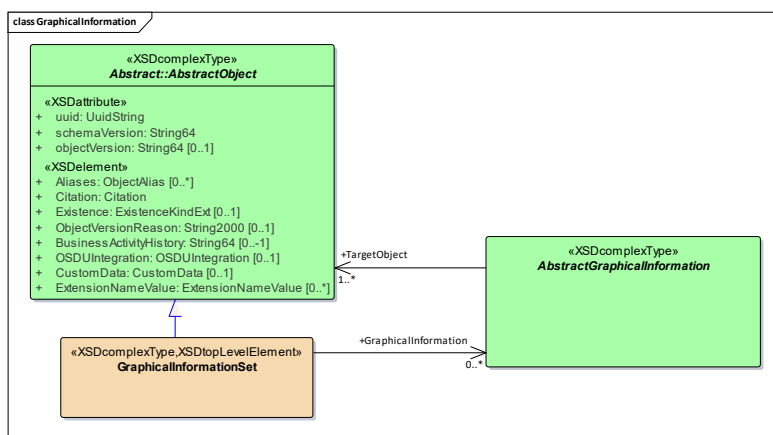 class GraphicalInformation
«XSDcomplexType»
Abstract::AbstractObject
«XSDattribute»
+ uuid: UuidString
+ schemaVersion: String64
+ objectVersion: String64 [0..1]
«XSDelement»
+ Aliases: ObjectAlias [0..*]
+ Citation: Citation
+ Existence: ExistenceKindExt [0..1]
+ ObjectVersionReason: String2000 [0..1]
+ BusinessActivityHistory: String64 [0..-1]
+ OSDUIntegration: OSDUIntegration [0..1]
+ CustomData: CustomData [0..1]
+ ExtensionNameValue: ExtensionNameValue [0..*]
+TargetObject
1..*
«XSDcomplexType»
AbstractGraphicalInformation
«XSDcomplexType,XSDtopLevelElement»
GraphicalInformationSet
+GraphicalInformation
0..*